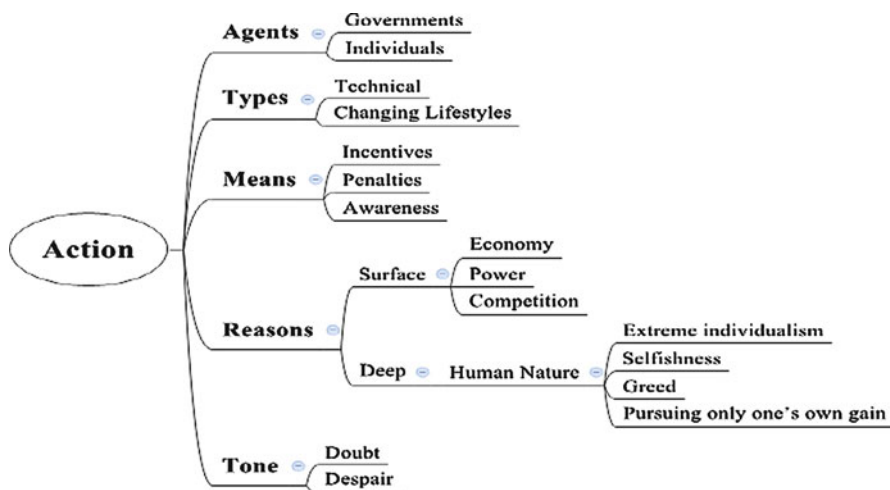 Action
Agents
Governments
Individuals
Types
Technical
Changing Lifestyles
Means
Incentives
Penalties
Awareness
Reasons
Surface
Economy
Power
Competition
Deep
Human Nature
Extreme individualism
Selfishness
Greed
Pursuing only one's own gain
Tone
Doubt
Despair